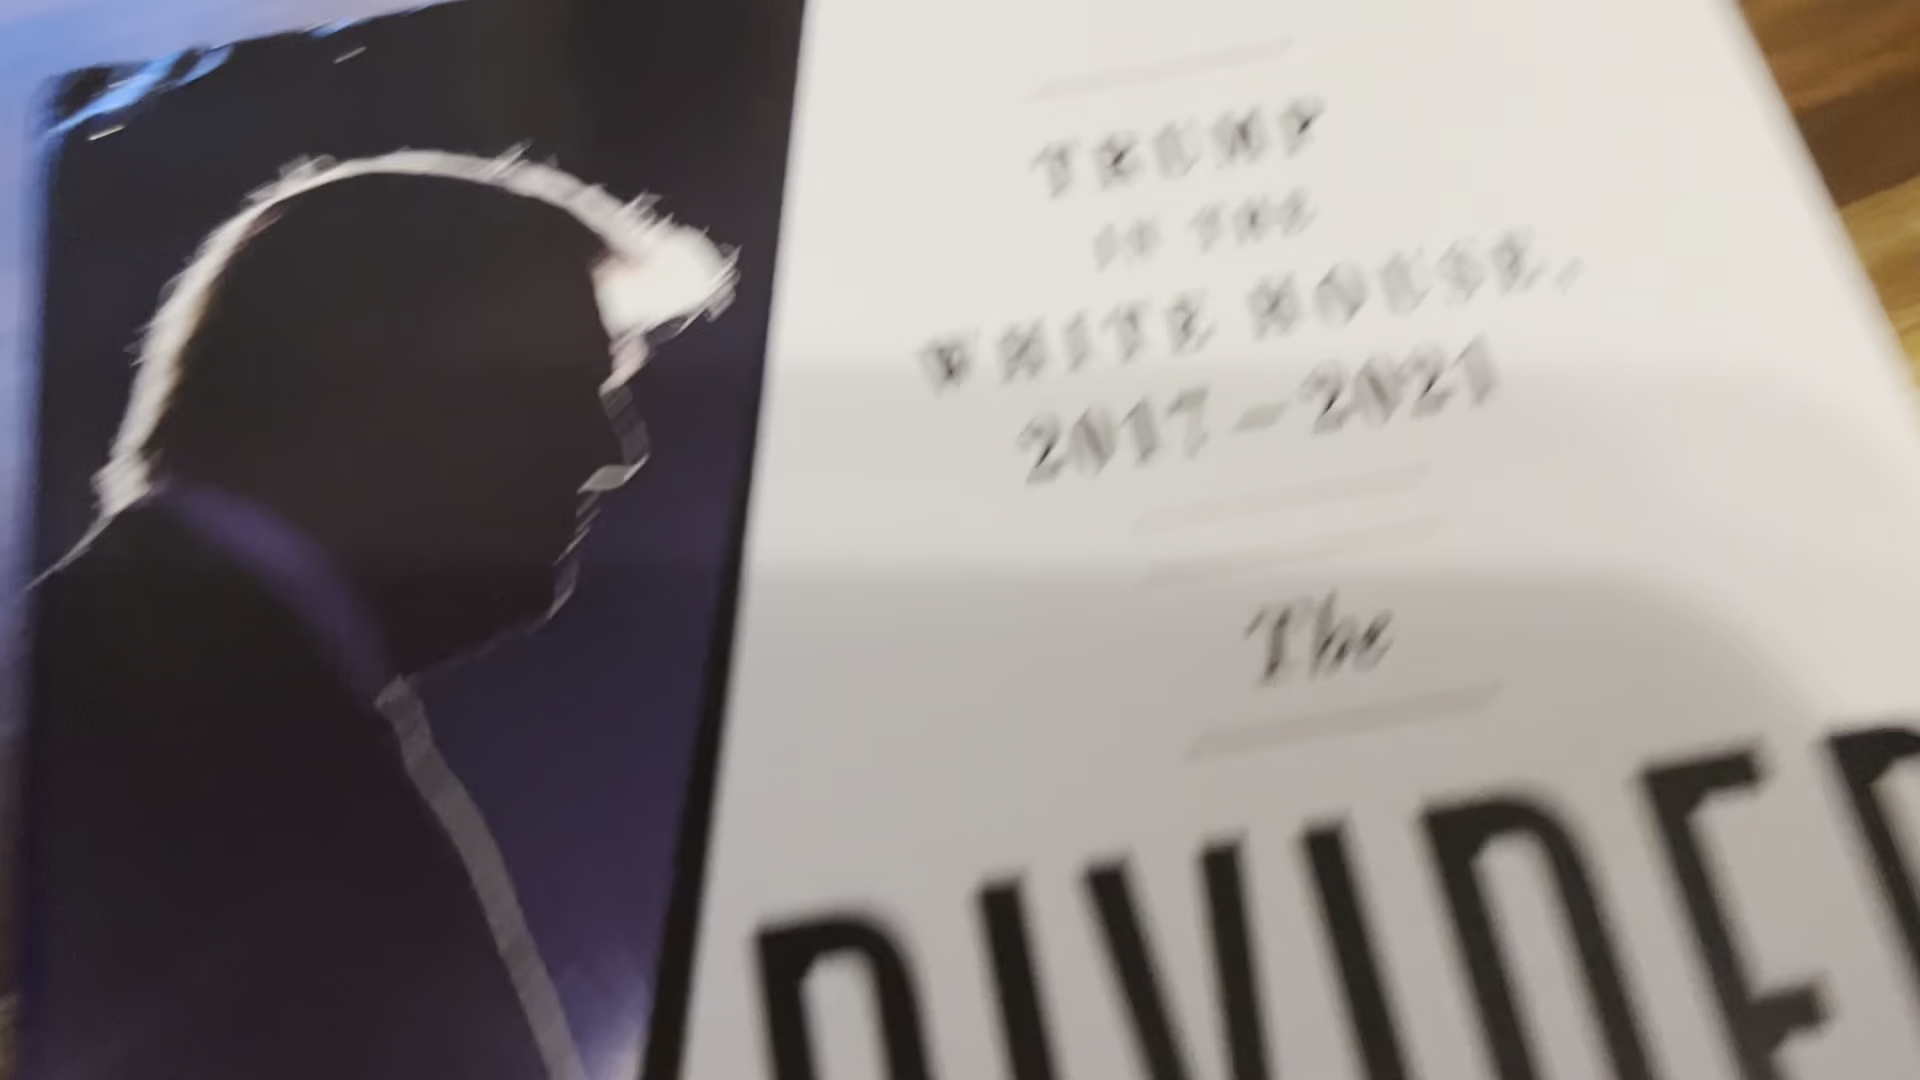 TRUMP
IN THE
WHITE HOUSE,
2017–2021
The
DIVIDER